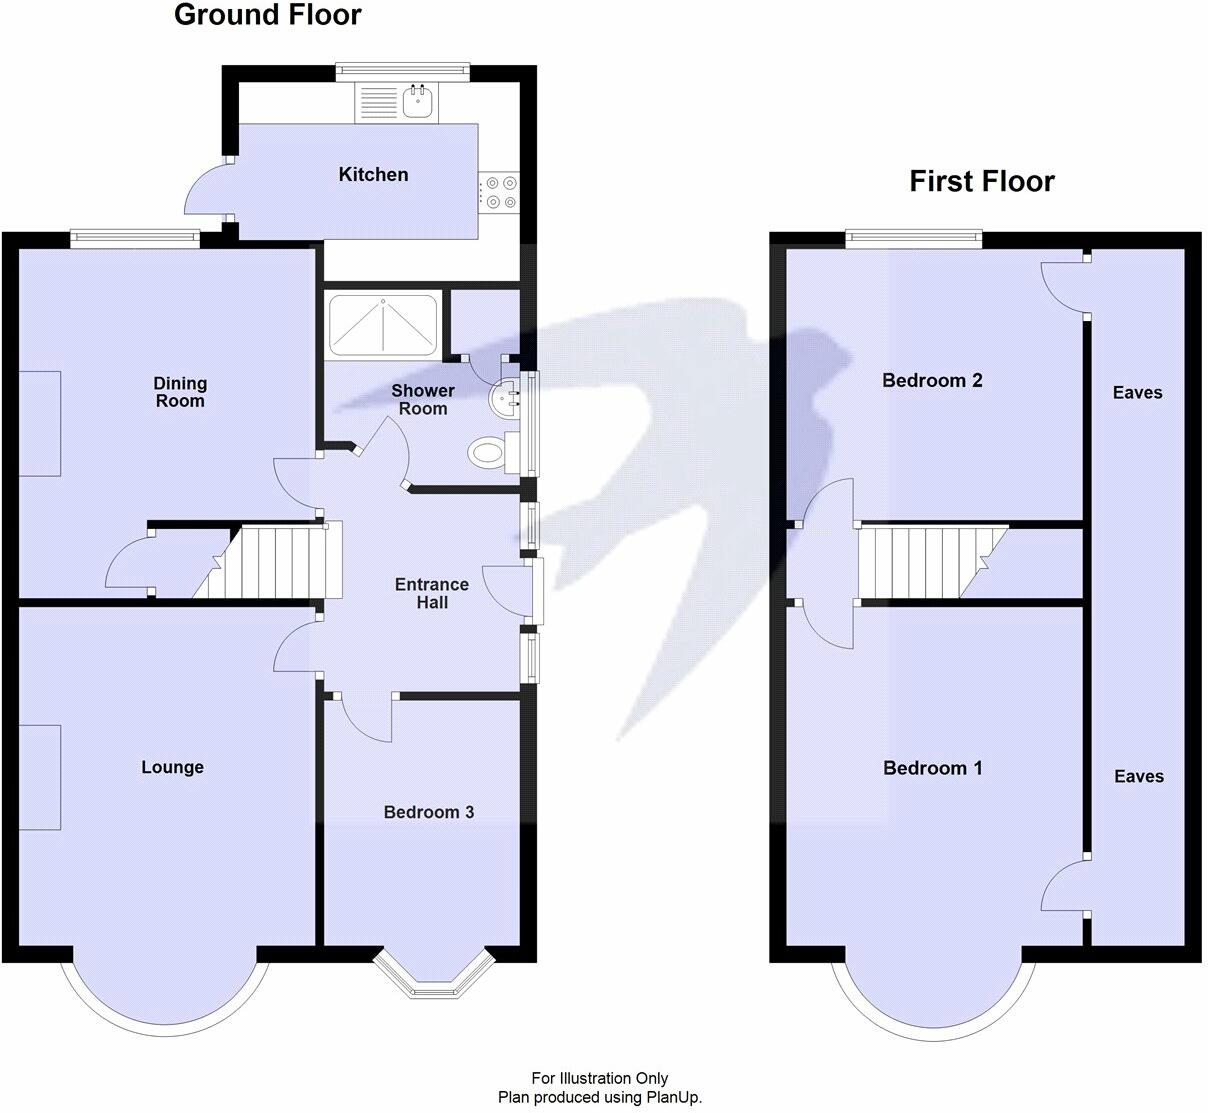 Ground Floor
Kitchen
Dining
Room
Shower
Room
Entrance
Hall
Lounge
Bedroom 3
First Floor
Bedroom 2
Eaves
Bedroom 1
Eaves
For Illustration Only
Plan produced using PlanUp.